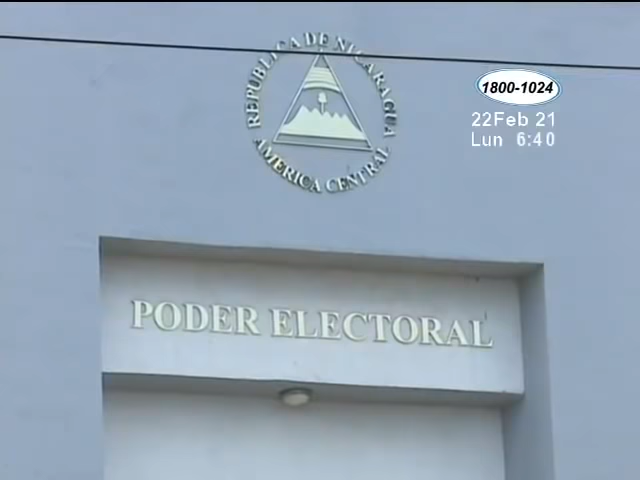 REPUBLICA DE NICARAGUA
AMERICA CENTRAL
1800-1024
22Feb 21
Lun 6:40
PODER ELECTORAL